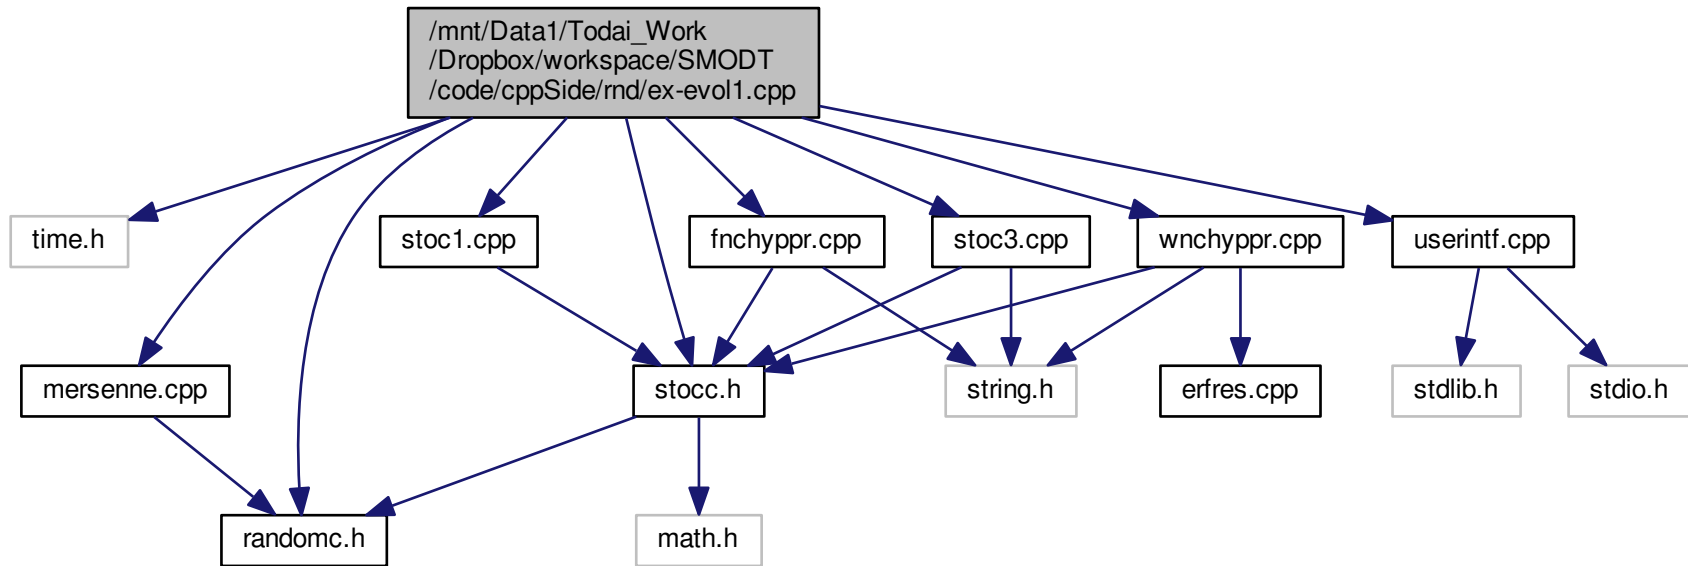 /mnt/Data1/Todai_Work
/Dropbox/workspace/SMODT
/code/cppSide/rnd/ex-evol1.cpp
time.h
stoc1.cpp
fnchyppr.cpp
stoc3.cpp
wnchyppr.cpp
userintf.cpp
mersenne.cpp
stocc.h
string.h
erfres.cpp
stdlib.h
stdio.h
randomc.h
math.h